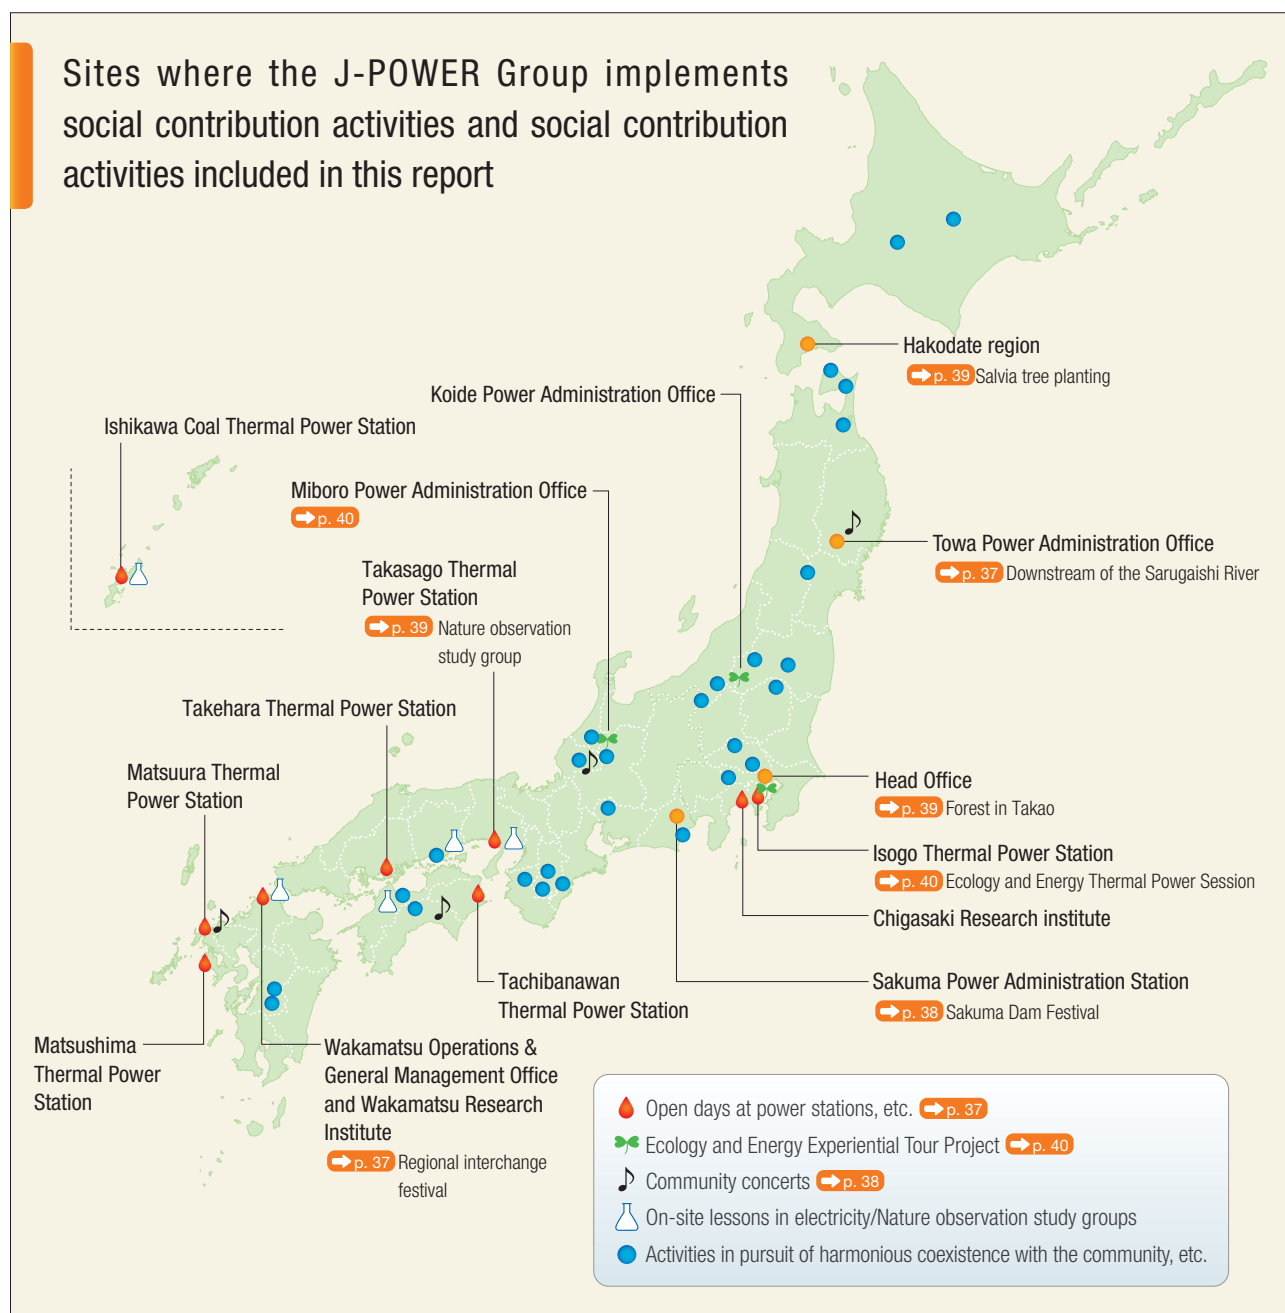 Sites where the J-POWER Group implements
social contribution activities and social contribution
activities included in this report
Hakodate region
p. 39 Salvia tree planting
Koide Power Administration Office
Ishikawa Coal Thermal Power Station
Miboro Power Administration Office
p. 40
Towa Power Administration Office
p. 37 Downstream of the Sarugaishi River
Takasago Thermal
Power Station
p. 39 Nature observation
study group
Takehara Thermal Power Station
Matsuura Thermal
Power Station
Head Office
p. 39 Forest in Takao
Isogo Thermal Power Station
p. 40 Ecology and Energy Thermal Power Session
Chigasaki Research institute
Tachibanawan
Thermal Power Station
Sakuma Power Administration Station
p. 38 Sakuma Dam Festival
Matsushima
Thermal Power
Station
Wakamatsu Operations &
General Management Office
and Wakamatsu Research
Institute
p. 37 Regional interchange
festival
Open days at power stations, etc. p. 37
Ecology and Energy Experiential Tour Project p. 40
Community concerts p. 38
On-site lessons in electricity/Nature observation study groups
Activities in pursuit of harmonious coexistence with the community, etc.